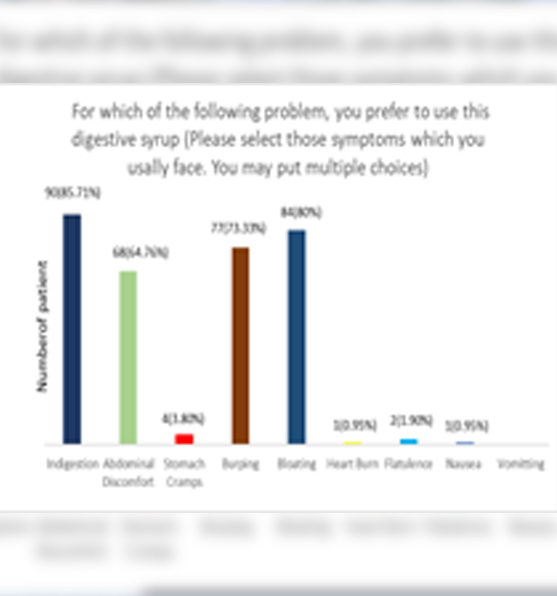 For which of the following problem, you prefer to use this
digestive syrup (Please select those symptoms which you
usally face. You may put multiple choices)
90(85.71%)
84(80%)
77(73.33%)
68(64.76%)
4(3.80%)
1(0.95%)
2(1.90%)
1(0.95%)
Numberof patient
Indigestion Abdominal Stomach Burping Bloating Heart Burn Flatulence Nausea Vomitting
Discomfort Cramps